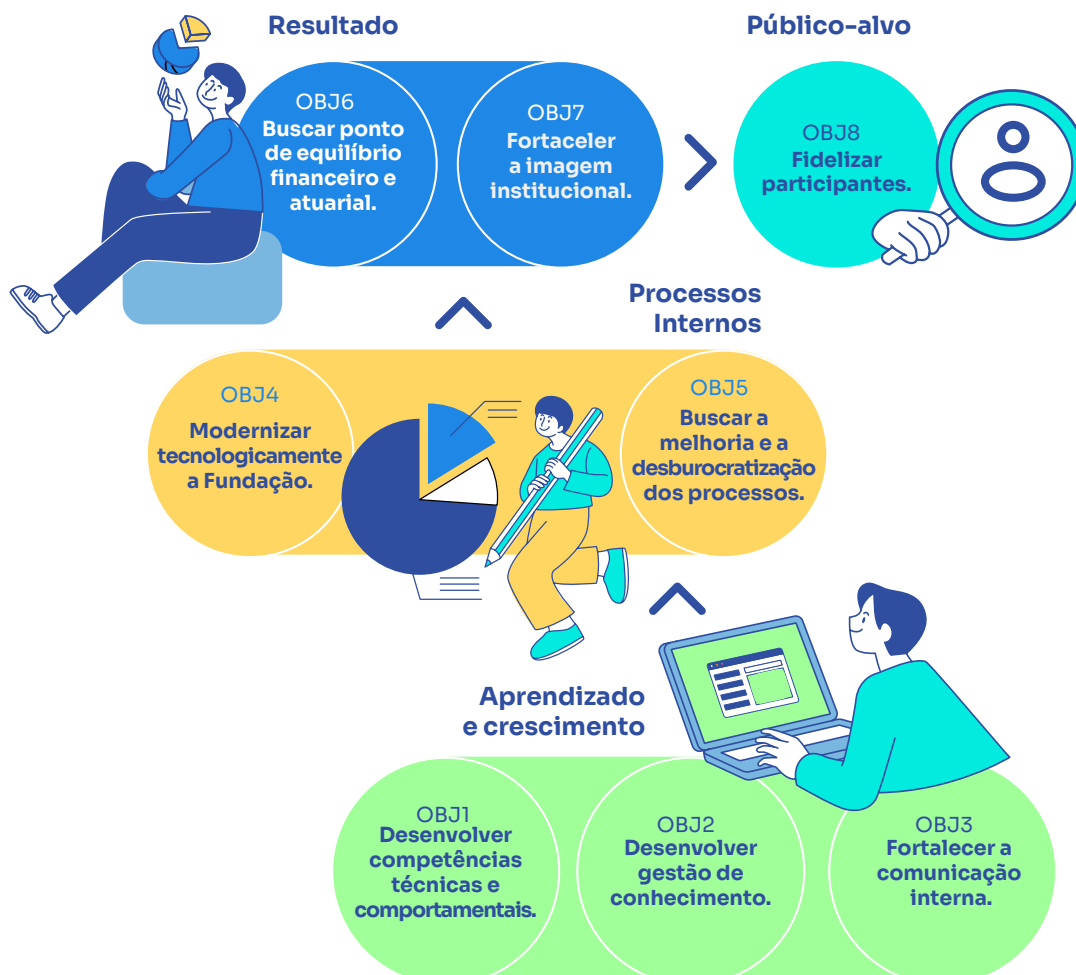 Resultado
OBJ6
Buscar ponto
de equilíbrio
financeiro e
atuarial.
OBJ7
Fortaceler
a imagem
institucional.
Público-alvo
OBJ8
Fidelizar
participantes.
Processos
Internos
OBJ4
Modernizar
tecnologicamente
a Fundação.
OBJ5
Buscar a
melhoria e a
desburocratização
dos processos.
Aprendizado
e crescimento
OBJ1
Desenvolver
competências
técnicas e
comportamentais.
OBJ2
Desenvolver
gestão de
conhecimento.
OBJ3
Fortalecer a
comunicação
interna.